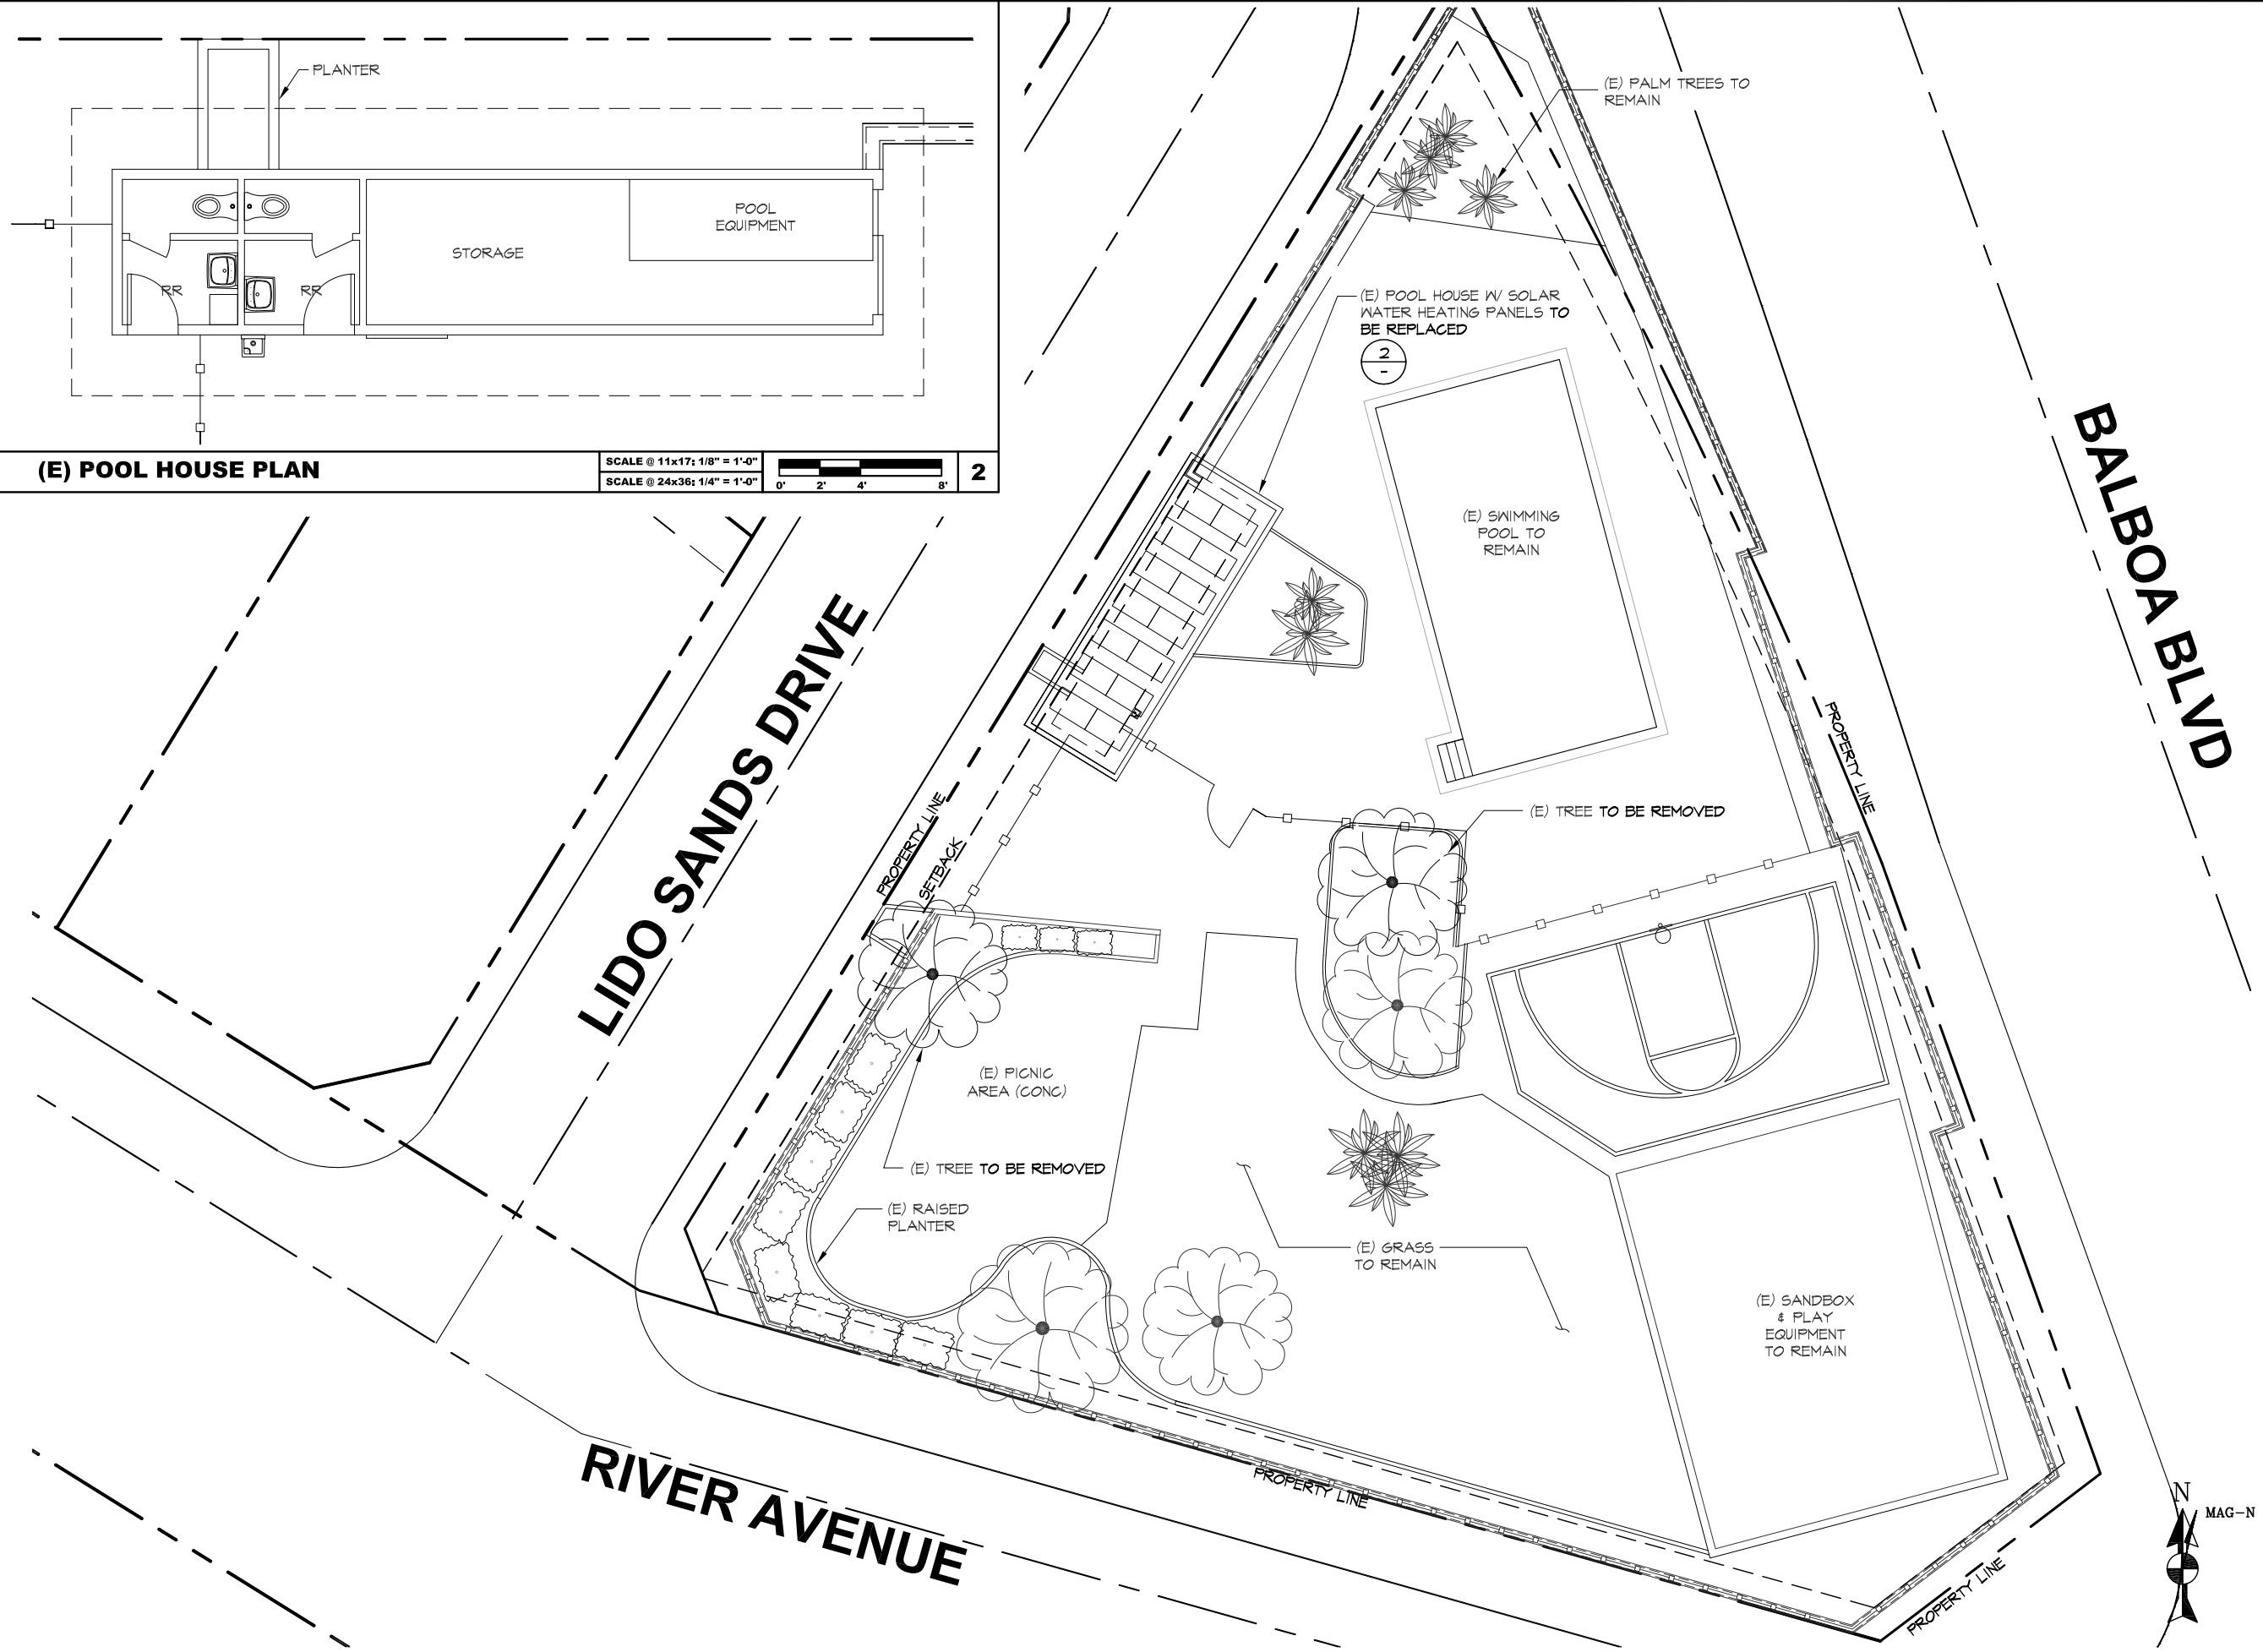 PLANTER
POOL
EQUIPMENT
STORAGE
RR
RR
(E) POOL HOUSE PLAN
SCALE @ 11x17: 1/8" = 1'-0"
SCALE @ 24x36: 1/4" = 1'-0"
0' 2' 4' 8'
2
(E) PALM TREES TO
REMAIN
(E) POOL HOUSE W/ SOLAR
WATER HEATING PANELS TO
BE REPLACED
2
-
(E) SWIMMING
POOL TO
REMAIN
BALBOA BLVD
LIDO SANDS DRIVE
PROPERTY LINE
SETBACK
PROPERTY LINE
(E) TREE TO BE REMOVED
(E) PICNIC
AREA (CONC)
(E) TREE TO BE REMOVED
(E) RAISED
PLANTER
(E) GRASS
TO REMAIN
(E) SANDBOX
& PLAY
EQUIPMENT
TO REMAIN
RIVER AVENUE
PROPERTY LINE
PROPERTY LINE
N
MAG-N